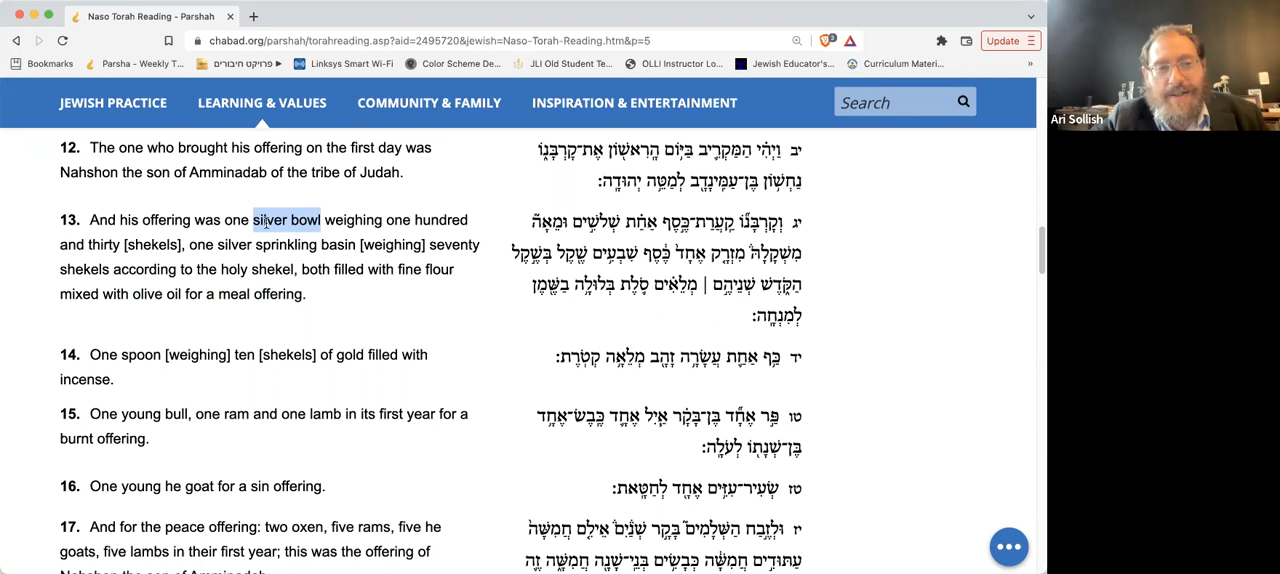 Naso Torah Reading - Parshah
chabad.org/parshah/torahreading.asp?aid=2495720&jewish=Naso-Torah-Reading.htm&p=5
Update
Bookmarks
Parsha - Weekly T...
פרויקט חיבורים
Linksys Smart Wi-Fi
Color Scheme De...
JLI Old Student Te...
OLLI Instructor Lo...
Jewish Educator's...
Curriculum Materi...
JEWISH PRACTICE
LEARNING & VALUES
COMMUNITY & FAMILY
INSPIRATION & ENTERTAINMENT
Search
Ari Sollish
12. The one who brought his offering on the first day was
Nahshon the son of Amminadab of the tribe of Judah.
יב וַיְהִ֗י הַמַּקְרִ֛יב בַּיּ֥וֹם הָֽרִאשׁ֖וֹן אֶת־קָרְבָּנ֑וֹ
נַחְשׁ֥וֹן בֶּן־עַמִּֽינָדָ֖ב לְמַטֵּ֥ה יְהוּדָֽה:
13. And his offering was one silver bowl weighing one hundred
and thirty [shekels], one silver sprinkling basin [weighing] seventy
shekels according to the holy shekel, both filled with fine flour
mixed with olive oil for a meal offering.
יג וְקָרְבָּנ֞וֹ קַֽעֲרַת־כֶּ֣סֶף אַחַ֗ת שְׁלֹשִׁ֣ים וּמֵאָה֘
מִשְׁקָלָהּ֒ מִזְרָ֤ק אֶחָד֙ כֶּ֔סֶף שִׁבְעִ֥ים שֶׁ֖קֶל בְּשֶׁ֣קֶל
הַקֹּ֑דֶשׁ שְׁנֵיהֶ֣ם | מְלֵאִ֗ים סֹ֛לֶת בְּלוּלָ֥ה בַשֶּׁ֖מֶן
לְמִנְחָֽה:
14. One spoon [weighing] ten [shekels] of gold filled with
incense.
יד כַּ֥ף אַחַ֛ת עֲשָׂרָ֥ה זָהָ֖ב מְלֵאָ֥ה קְטֹֽרֶת:
15. One young bull, one ram and one lamb in its first year for a
burnt offering.
טו פַּ֣ר אֶחָ֞ד בֶּן־בָּקָ֗ר אַ֧יִל אֶחָ֛ד כֶּֽבֶשׂ־אֶחָ֥ד
בֶּן־שְׁנָת֖וֹ לְעֹלָֽה:
16. One young he goat for a sin offering.
טז שְׂעִיר־עִזִּ֥ים אֶחָ֖ד לְחַטָּֽאת:
17. And for the peace offering: two oxen, five rams, five he
goats, five lambs in their first year; this was the offering of
Nahshon the son of Amminadab.
יז וּלְזֶ֣בַח הַשְּׁלָמִים֘ בָּקָ֣ר שְׁנַ֒יִם֒ אֵילִ֤ם חֲמִשָּׁה֙
עַתּוּדִ֣ים חֲמִשָּׁ֔ה כְּבָשִׂ֥ים בְּנֵֽי־שָׁנָ֖ה חֲמִשָּׁ֑ה זֶ֛ה